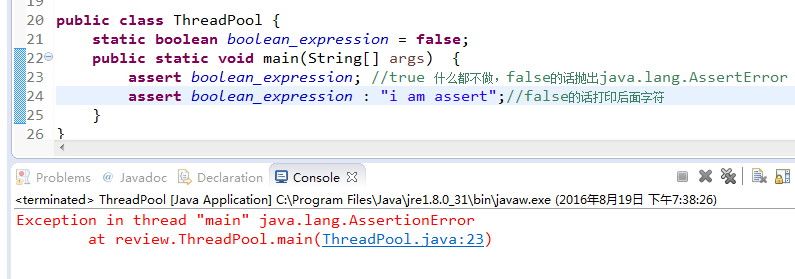 19
20 public class ThreadPool {
21 static boolean boolean_expression = false;
22 public static void main(String[] args) {
23 assert boolean_expression; //true 什么都不做，false的话抛出java.lang.AssertError
24 assert boolean_expression : "i am assert";//false的话打印后面字符
25 }
26 }
Problems @ Javadoc Declaration Console
<terminated> ThreadPool [Java Application] C:\Program Files\Java\jre1.8.0_31\bin\javaw.exe (2016年8月19日 下午7:38:26)
Exception in thread "main" java.lang.AssertionError
at review.ThreadPool.main(ThreadPool.java:23)